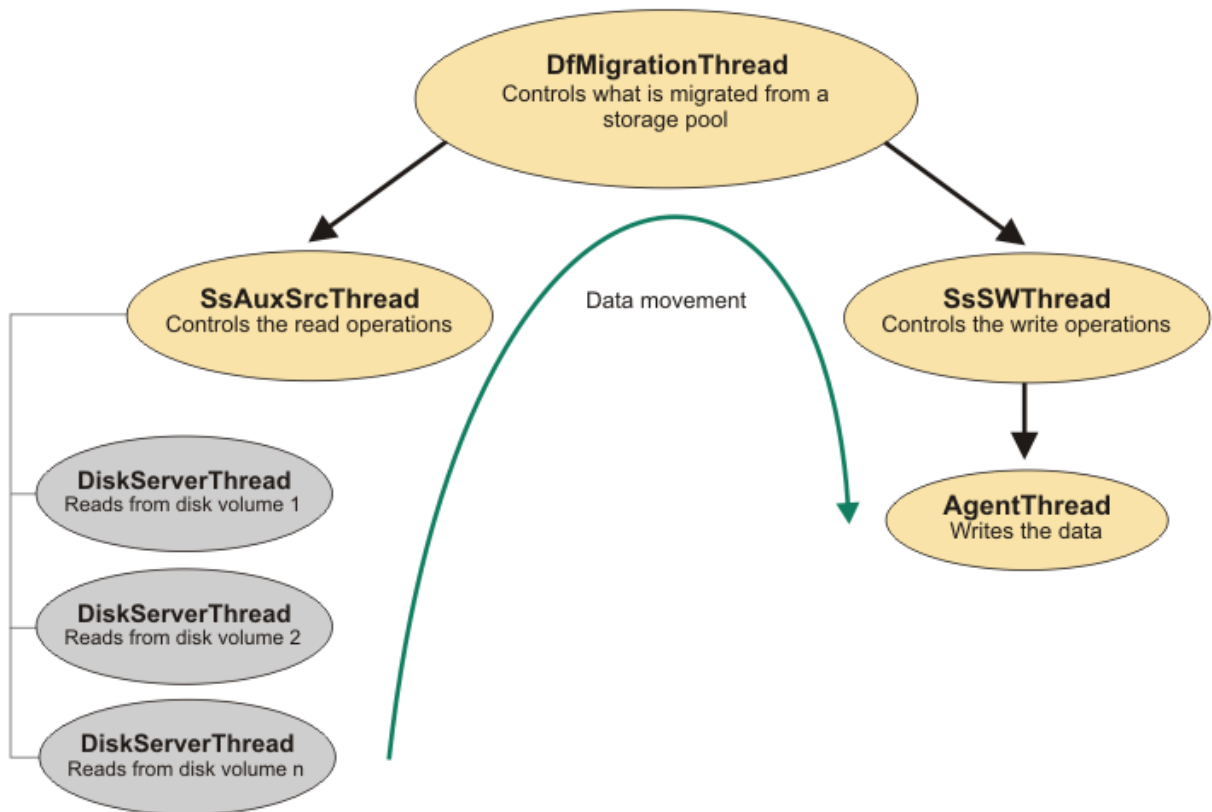 DfMigrationThread
Controls what is migrated from a
storage pool
SsAuxSrcThread
Controls the read operations
Data movement
SsSWThread
Controls the write operations
DiskServerThread
Reads from disk volume 1
AgentThread
Writes the data
DiskServerThread
Reads from disk volume 2
DiskServerThread
Reads from disk volume n